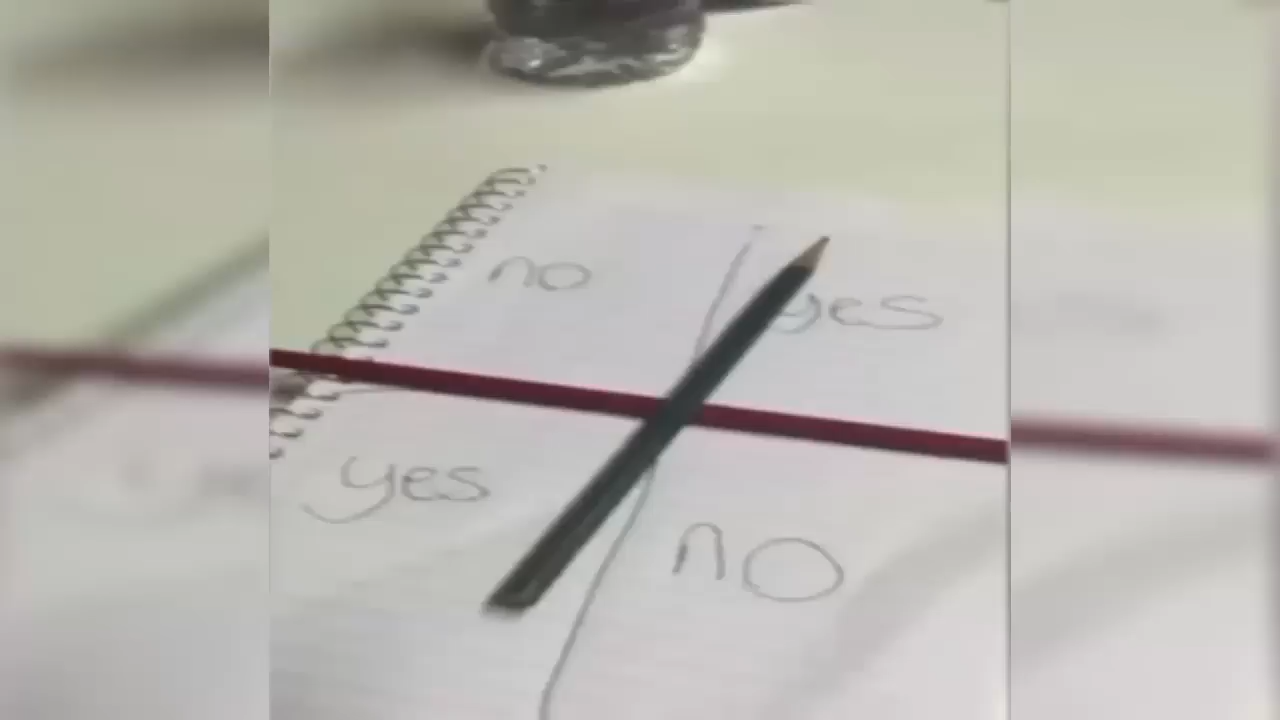 no yes
yes no